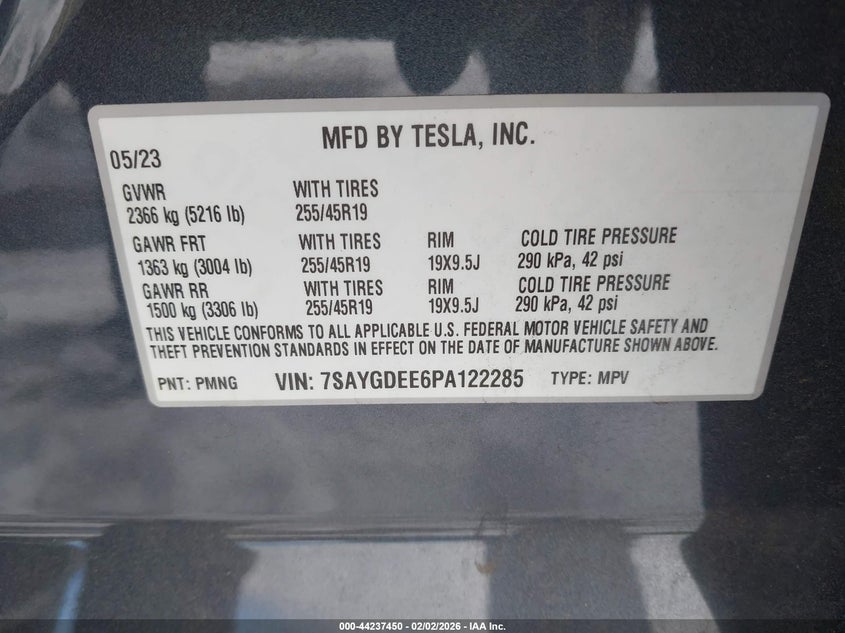 MFD BY TESLA, INC.
05/23
GVWR WITH TIRES
2366 kg (5216 lb) 255/45R19
GAWR FRT WITH TIRES RIM COLD TIRE PRESSURE
1363 kg (3004 lb) 255/45R19 19X9.5J 290 kPa, 42 psi
GAWR RR WITH TIRES RIM COLD TIRE PRESSURE
1500 kg (3306 lb) 255/45R19 19X9.5J 290 kPa, 42 psi
THIS VEHICLE CONFORMS TO ALL APPLICABLE U.S. FEDERAL MOTOR VEHICLE SAFETY AND
THEFT PREVENTION STANDARDS IN EFFECT ON THE DATE OF MANUFACTURE SHOWN ABOVE.
PNT: PMNG VIN: 7SAYGDEE6PA122285 TYPE: MPV
000-44237450 - 02/02/2026 - IAA Inc.